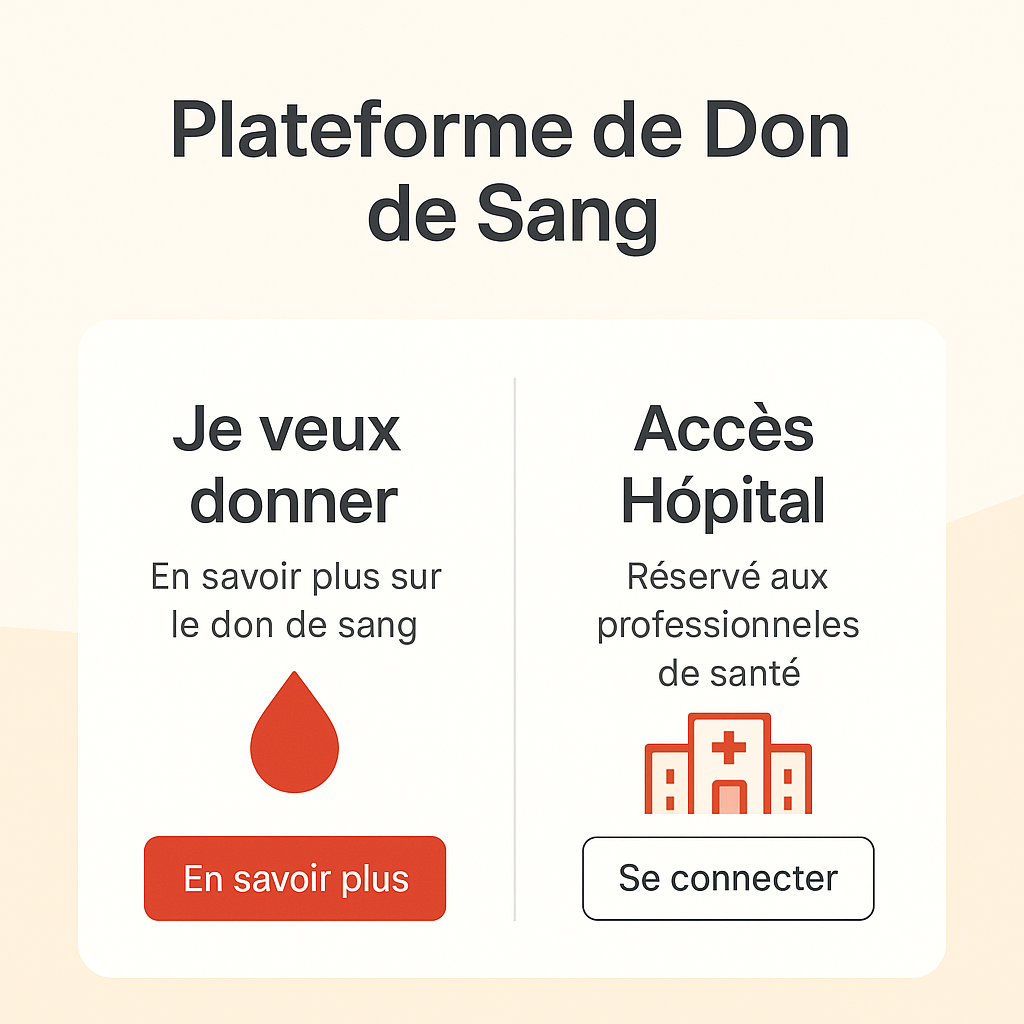 Plateforme de Don
de Sang
Je veux
donner
En savoir plus sur
le don de sang
En savoir plus
Accès
Hópital
Réservé aux
professionneles
de santé
Se connecter